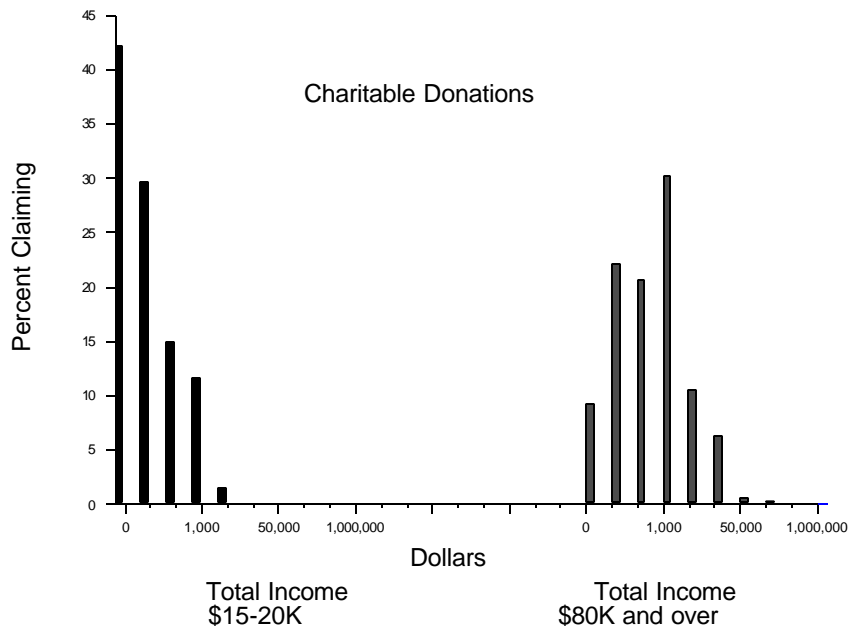 45
40
Charitable Donations
35
30
25
20
15
10
5
0
Percent Claiming
0 1,000 50,000 1,000,000 0 1,000 50,000 1,000,000
Dollars
Total Income Total Income
$15-20K $80K and over